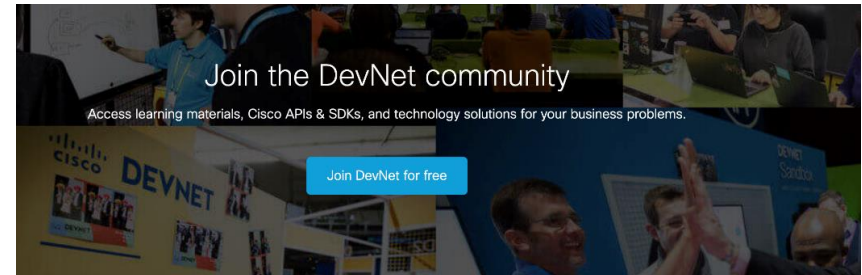 Join the DevNet community
Access learning materials, Cisco APIs & SDKs, and technology solutions for your business problems.
Join DevNet for free
CISCO
DEVNET
DEVNET
Sandbox